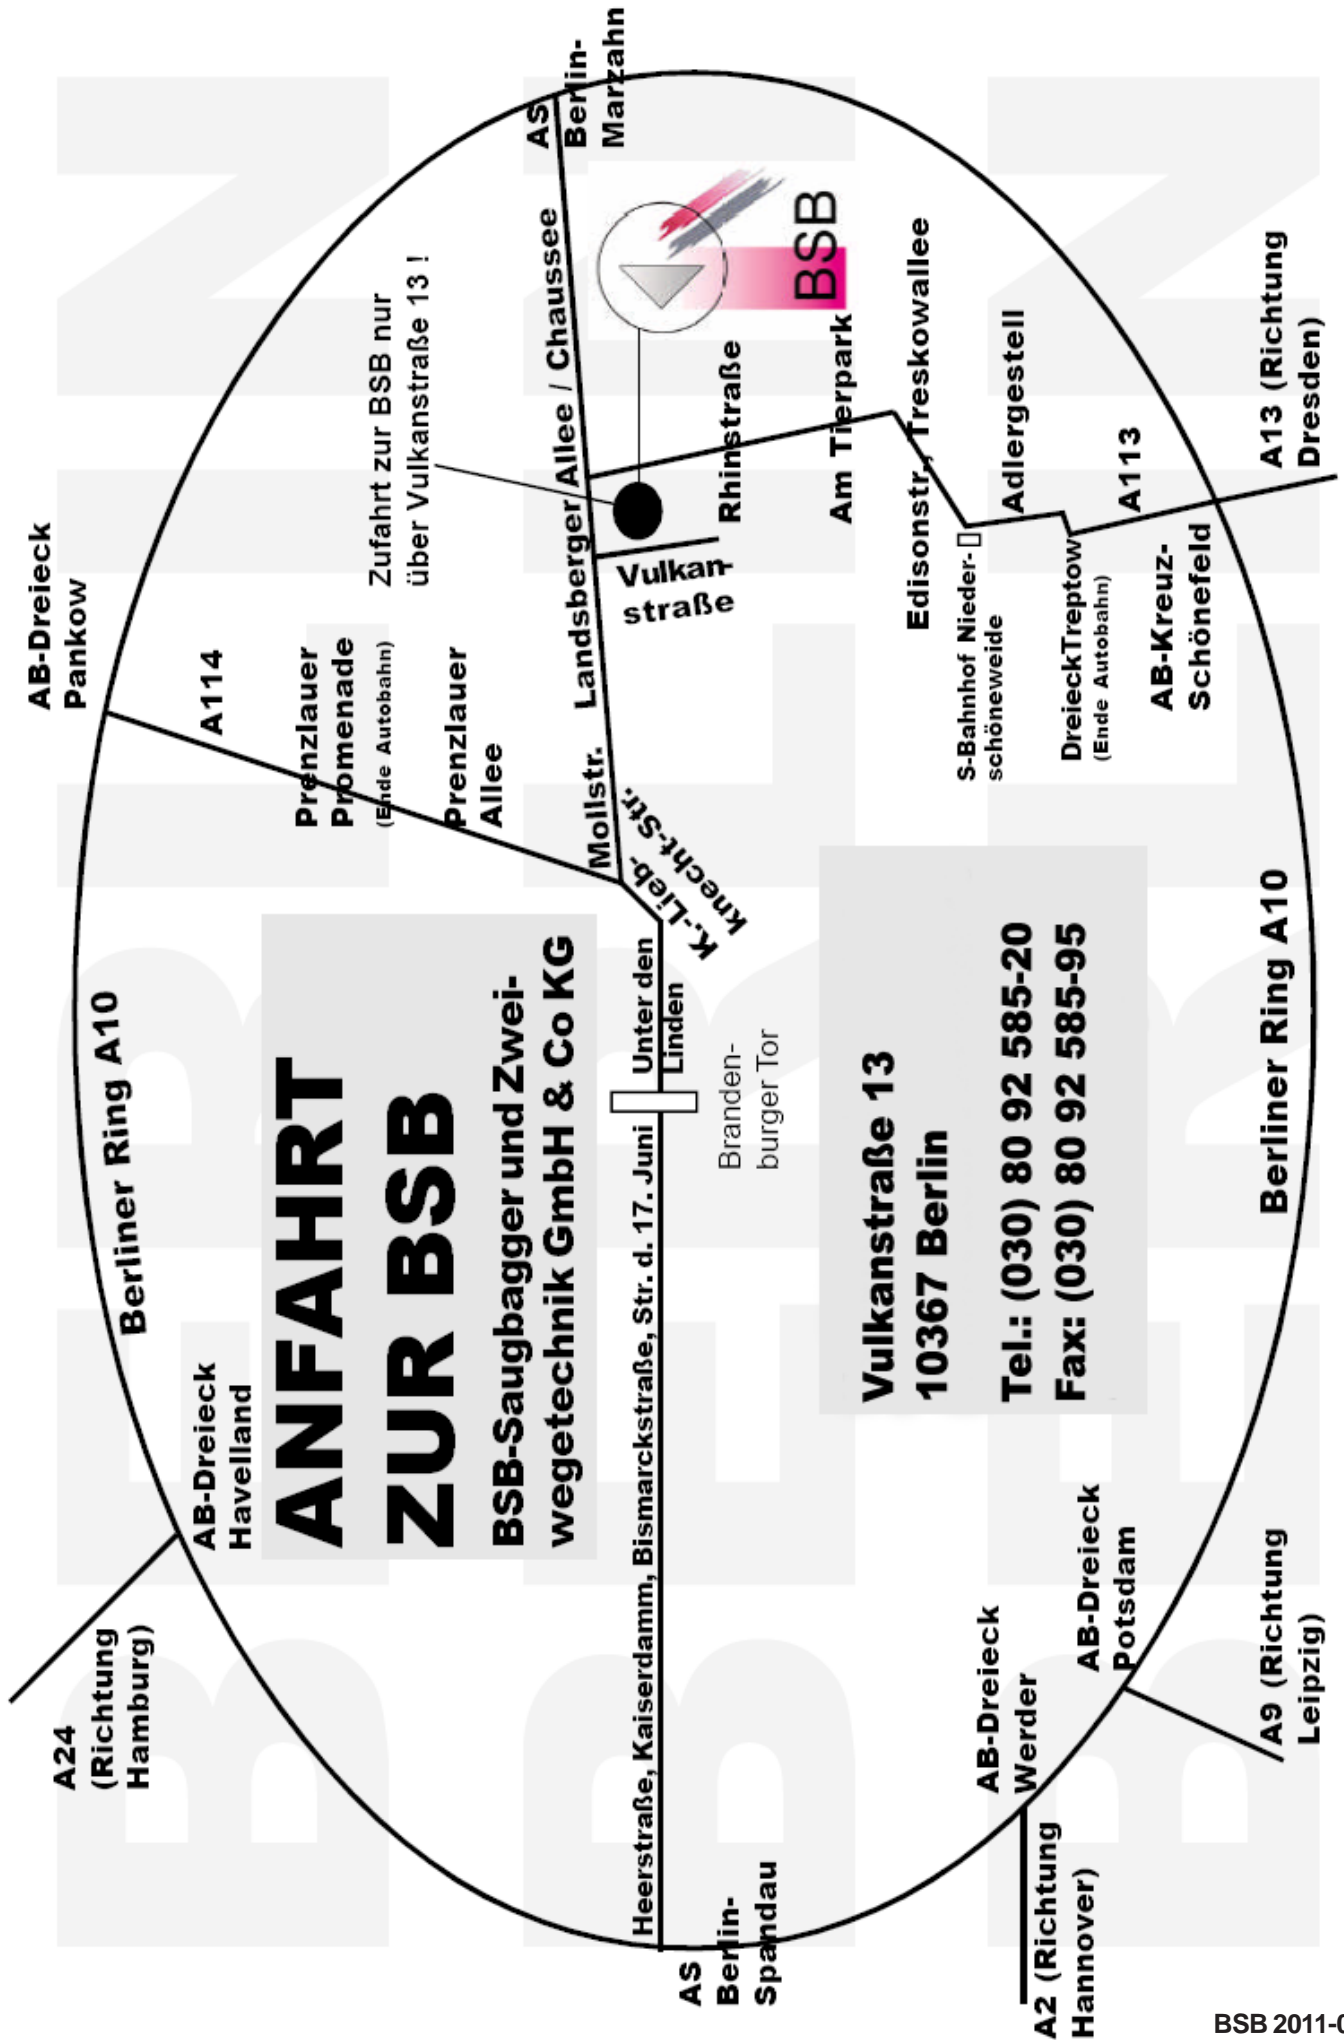 A24
(Richtung
Hamburg)
AB-Dreieck
Havelland
Berliner Ring A10
AB-Dreieck
Pankow
A114
Prenzlauer
Promenade
(Ende Autobahn)
Prenzlauer
Allee
Zufahrt zur BSB nur
über Vulkanstraße 13 !
ANFAHRT
ZUR BSB
BSB-Saugbagger und Zwei-
wegetechnik GmbH & Co KG
AS
Berlin-
Marzahn
Mollstr.
Landsberger Allee / Chaussee
Heerstraße, Kaiserdamm, Bismarckstraße, Str. d. 17. Juni
Unter den
Linden
K.-Lieb-
knecht-Str.
Vulkan-
straße
BSB
Rhinstraße
Am Tierpark
AS
Berlin-
Spandau
Branden-
burger Tor
Vulkanstraße 13
10367 Berlin
Tel.: (030) 80 92 585-20
Fax: (030) 80 92 585-95
Edisonstr., Treskowallee
S-Bahnhof Nieder-
schöneweide
Adlergestell
DreieckTreptow
(Ende Autobahn)
A113
AB-Kreuz-
Schönefeld
A13 (Richtung
Dresden)
AB-Dreieck
Werder
A2 (Richtung
Hannover)
AB-Dreieck
Potsdam
A9 (Richtung
Leipzig)
Berliner Ring A10
BERLIN
BERLIN
BERLIN
BSB 2011-